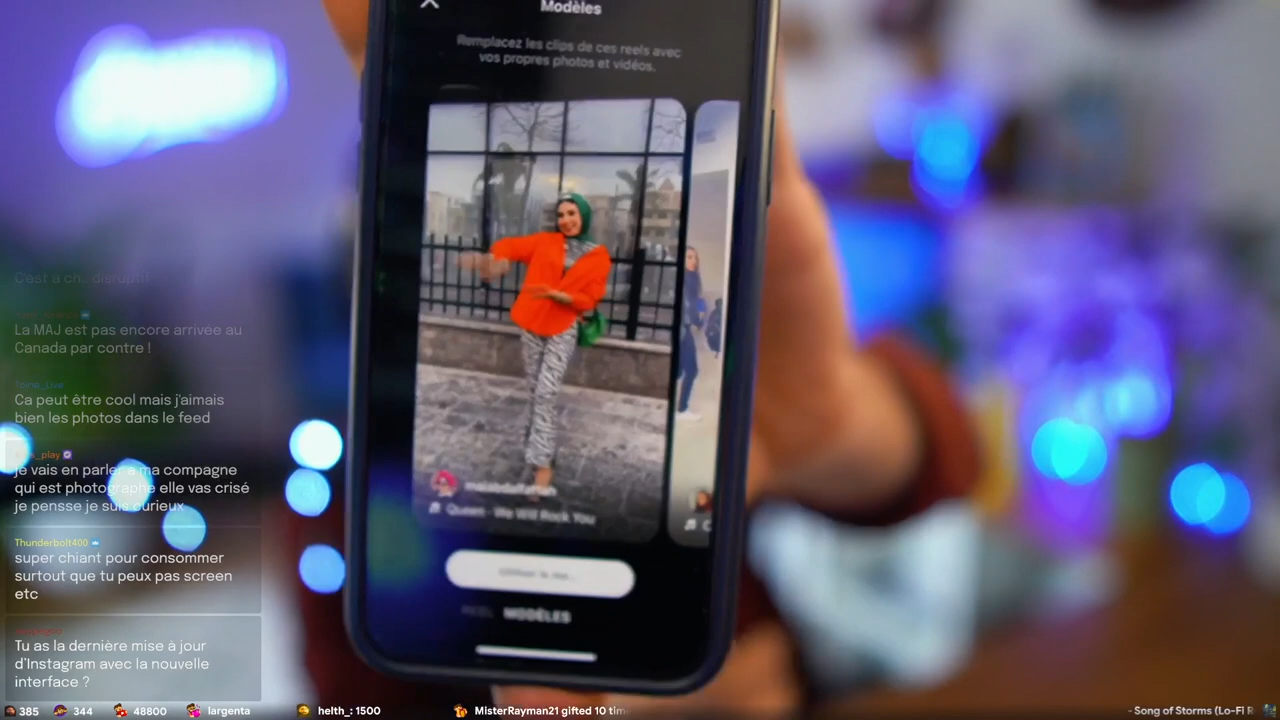 Modèles
Remplacez les clips de ces reels avec
vos propres photos et vidéos.
Queen · We Will Rock You
MODÈLES
C'est à ch.. disruptif
La MAJ est pas encore arrivée au
Canada par contre !
Toine_Live
Ca peut être cool mais j'aimais
bien les photos dans le feed
_play
je vais en parler a ma compagne
qui est photographe elle vas crisé
je pensse je suis curieux
Thunderbolt400
super chiant pour consommer
surtout que tu peux pas screen
etc
Tu as la dernière mise à jour
d'Instagram avec la nouvelle
interface ?
385 344 48800 largenta helth_: 1500 MisterRayman21 gifted 10 tim - Song of Storms (Lo-Fi R